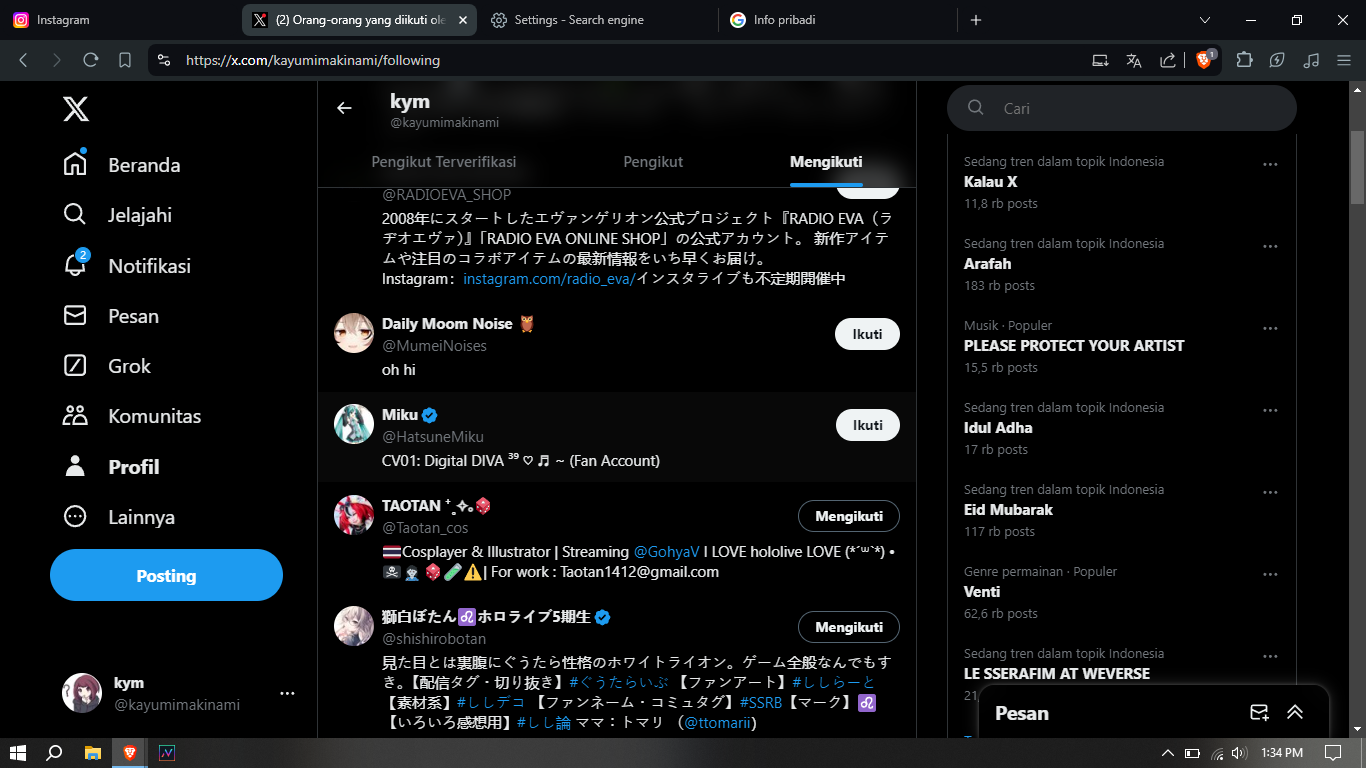 Instagram
(2) Orang-orang yang diikuti ole
Settings - Search engine
Info pribadi
https://x.com/kayumimakinami/following
1
kym
@kayumimakinami
Pengikut Terverifikasi
Pengikut
Mengikuti
Beranda
Jelajahi
2
Notifikasi
Pesan
Grok
Komunitas
Profil
Lainnya
Posting
kym
@kayumimakinami
@RADIOEVA_SHOP
2008年にスタートしたエヴァンゲリオン公式プロジェクト『RADIO EVA（ラ
ヂオエヴァ）』「RADIO EVA ONLINE SHOP」の公式アカウント。 新作アイテ
ムや注目のコラボアイテムの最新情報をいち早くお届け。
Instagram： instagram.com/radio_eva/インスタライブも不定期開催中
Daily Moom Noise 🦉
@MumeiNoises
Ikuti
oh hi
Miku
@HatsuneMiku
Ikuti
CV01: Digital DIVA ³⁹ ♡ ♫ ~ (Fan Account)
TAOTAN ⁺˳✧｡🎲
@Taotan_cos
Mengikuti
🇹🇭Cosplayer & Illustrator | Streaming @GohyaV I LOVE hololive LOVE (*´꒳`*) •
| For work : Taotan1412@gmail.com
獅白ぼたん♌ホロライブ5期生
@shishirobotan
Mengikuti
見た目とは裏腹にぐうたら性格のホワイトライオン。ゲーム全般なんでもす
き。【配信タグ・切り抜き】#ぐうたらいぶ 【ファンアート】#ししらーと
【素材系】#ししデコ 【ファンネーム・コミュタグ】#SSRB【マーク】♌
【いろいろ感想用】#しし論 ママ：トマリ （@ttomarii)
Cari
Sedang tren dalam topik Indonesia
Kalau X
11,8 rb posts
Sedang tren dalam topik Indonesia
Arafah
183 rb posts
Musik · Populer
PLEASE PROTECT YOUR ARTIST
15,5 rb posts
Sedang tren dalam topik Indonesia
Idul Adha
17 rb posts
Sedang tren dalam topik Indonesia
Eid Mubarak
117 rb posts
Genre permainan · Populer
Venti
62,6 rb posts
Sedang tren dalam topik Indonesia
LE SSERAFIM AT WEVERSE
Pesan
1:34 PM